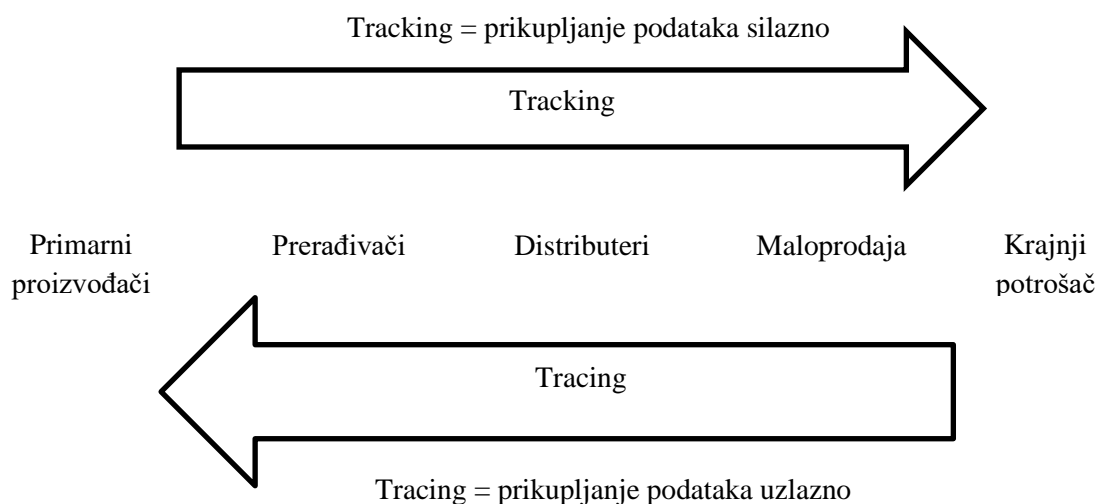 Tracking = prikupljanje podataka silazno
Tracking
Primarni
proizvođači
Prerađivači
Distributeri
Maloprodaja
Krajnji
potrošač
Tracing
Tracing = prikupljanje podataka uzlazno